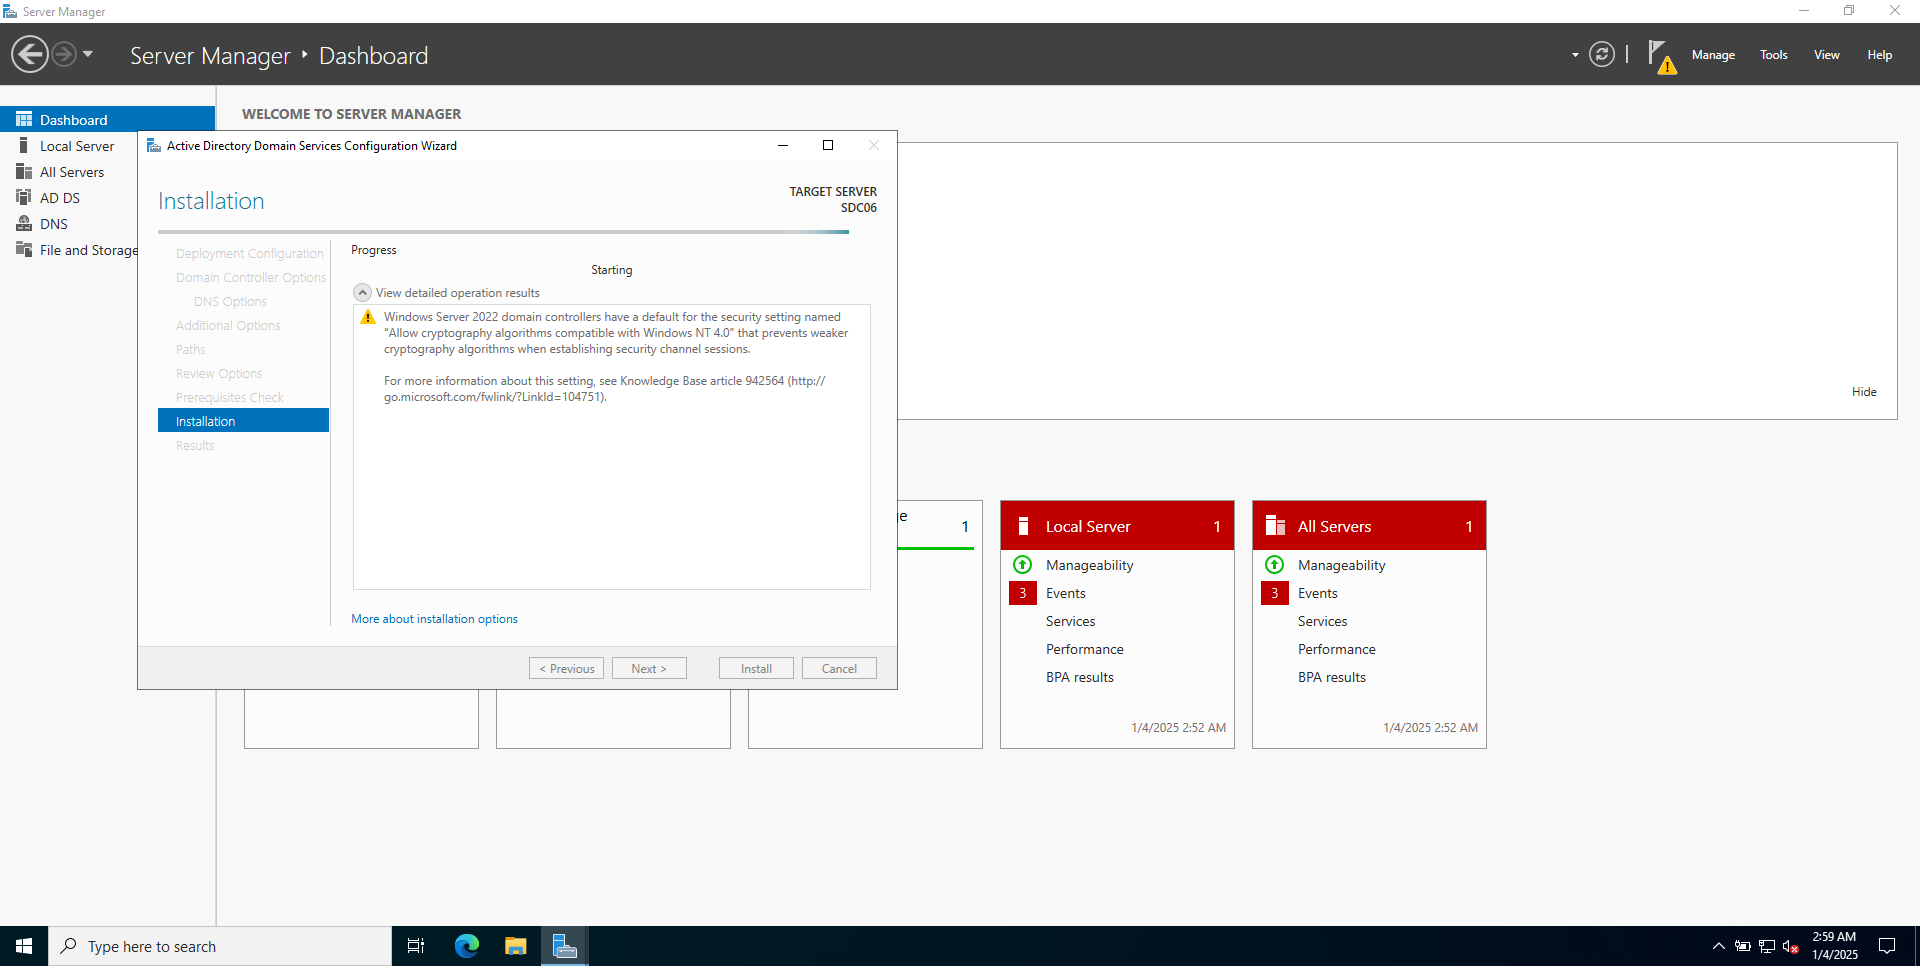 Server Manager
Server Manager ‣ Dashboard
Manage
Tools
View
Help
Dashboard
Local Server
All Servers
AD DS
DNS
File and Storage
WELCOME TO SERVER MANAGER
Hide
Active Directory Domain Services Configuration Wizard
Installation
TARGET SERVER
SDC06
Deployment Configuration
Domain Controller Options
DNS Options
Additional Options
Paths
Review Options
Prerequisites Check
Installation
Results
Progress
Starting
View detailed operation results
Windows Server 2022 domain controllers have a default for the security setting named
"Allow cryptography algorithms compatible with Windows NT 4.0" that prevents weaker
cryptography algorithms when establishing security channel sessions.
For more information about this setting, see Knowledge Base article 942564 (http://
go.microsoft.com/fwlink/?LinkId=104751).
More about installation options
< Previous
Next >
Install
Cancel
1
Local Server 1
Manageability
3 Events
Services
Performance
BPA results
1/4/2025 2:52 AM
All Servers 1
Manageability
3 Events
Services
Performance
BPA results
1/4/2025 2:52 AM
Type here to search
2:59 AM
1/4/2025